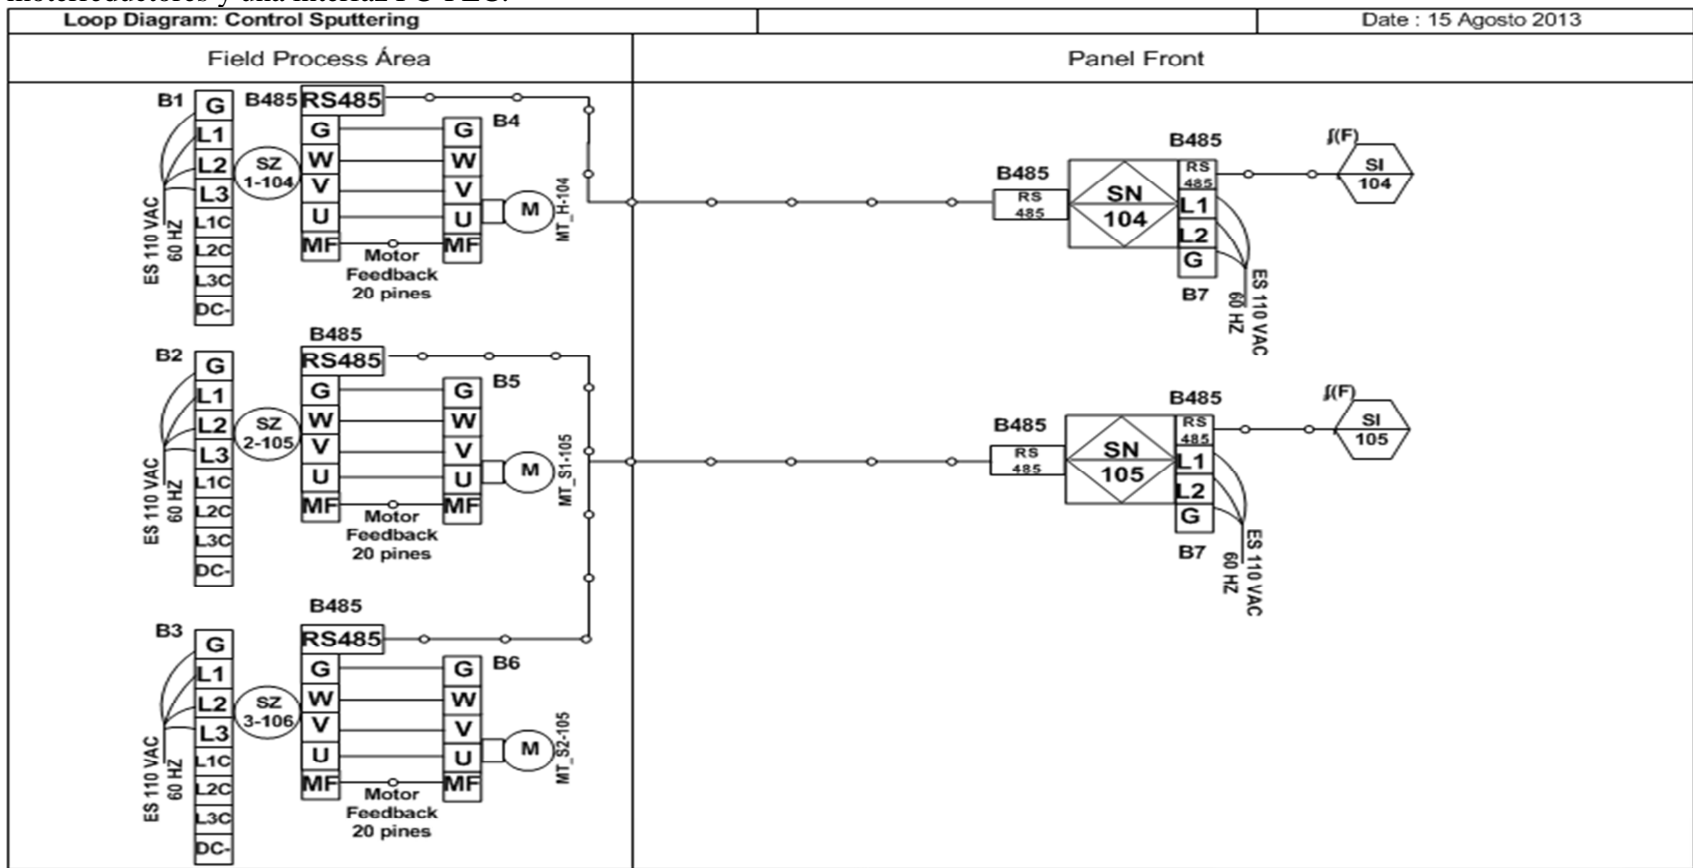 motorreductores y una interfaz PC-PLC.
Loop Diagram: Control Sputtering
Date : 15 Agosto 2013
Field Process Área
Panel Front
B1
G
L1
L2
L3
L1C
L2C
L3C
DC-
ES 110 VAC
60 HZ
SZ
1-104
B485
RS485
G
W
V
U
MF
Motor
Feedback
20 pines
B4
G
W
V
U
MF
M
MT_H-104
B485
RS
485
SN
104
B485
RS
485
L1
L2
G
B7
ES 110 VAC
60 HZ
∫(F)
SI
104
B2
G
L1
L2
L3
L1C
L2C
L3C
DC-
ES 110 VAC
60 HZ
SZ
2-105
B485
RS485
G
W
V
U
MF
Motor
Feedback
20 pines
B5
G
W
V
U
MF
M
MT_S1-105
B485
RS
485
SN
105
B485
RS
485
L1
L2
G
B7
ES 110 VAC
60 HZ
∫(F)
SI
105
B3
G
L1
L2
L3
L1C
L2C
L3C
DC-
ES 110 VAC
60 HZ
SZ
3-106
B485
RS485
G
W
V
U
MF
Motor
Feedback
20 pines
B6
G
W
V
U
MF
M
MT_S2-105